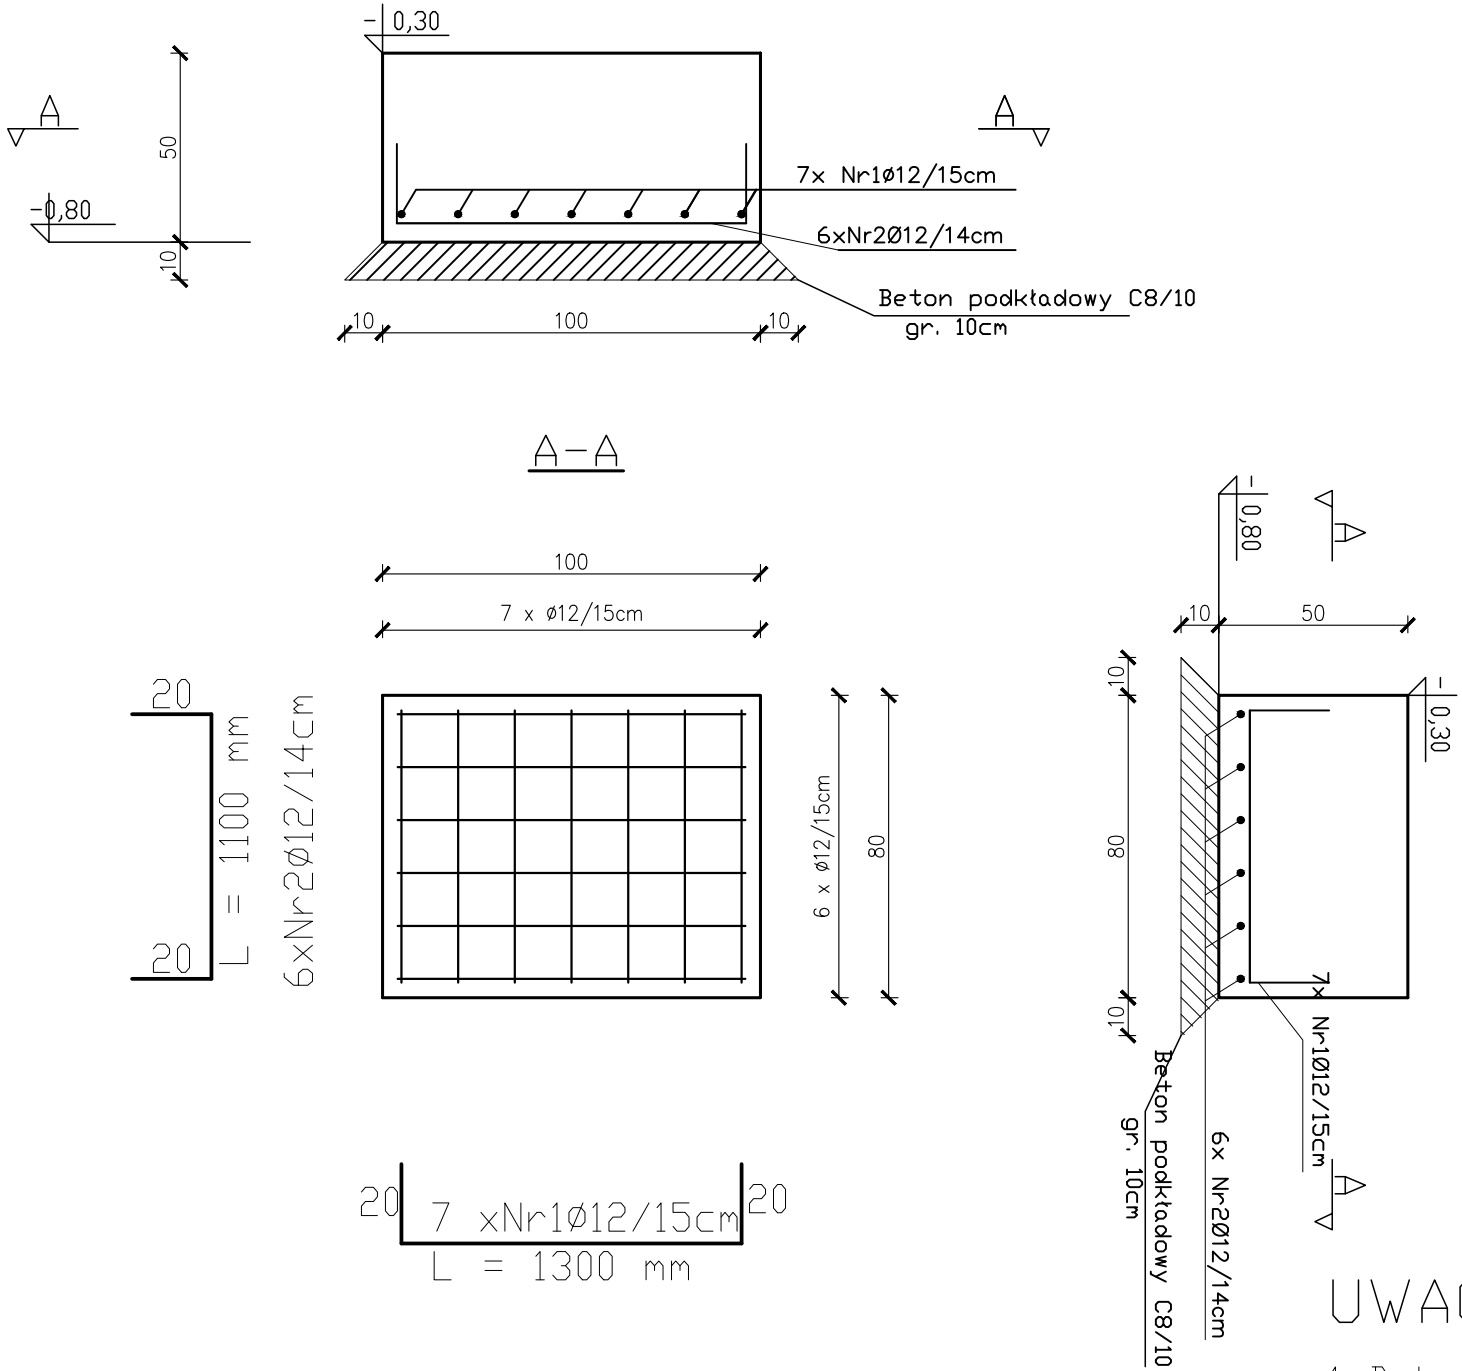 - 0,30
A
A
50
7x Nr1ø12/15cm
-0,80
6xNr2Ø12/14cm
10
Beton podkładowy C8/10
gr. 10cm
10
100
10
A-A
-
0,80
A
100
7 x ø12/15cm
10
50
20
L = 1100 mm
20
6xNr2ø12/14cm
6 x ø12/15cm
80
10
80
10
-
0,30
7x Nr1Ø12/15cm
6x Nr2Ø12/14cm
Beton podkładowy C8/10
gr. 10cm
A
20
7 xNr1ø12/15cm
20
L = 1300 mm